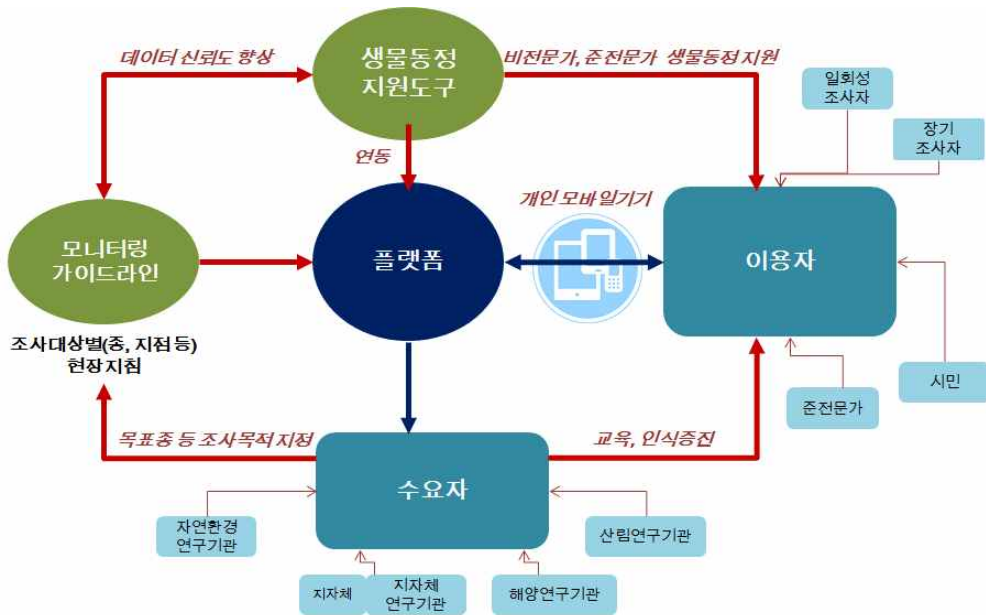 데이터 신뢰도 향상
생물동정
지원도구
비전문가, 준전문가 생물동정 지원
일회성
조사자
장기
조사자
연동
개인 모바일기기
모니터링
가이드라인
플랫폼
이용자
조사대상별(종, 지점 등)
현장지침
시민
준전문가
목표종 등 조사목적 지정
교육, 인식증진
수요자
자연환경
연구기관
산림연구기관
지자체
지자체
연구기관
해양연구기관